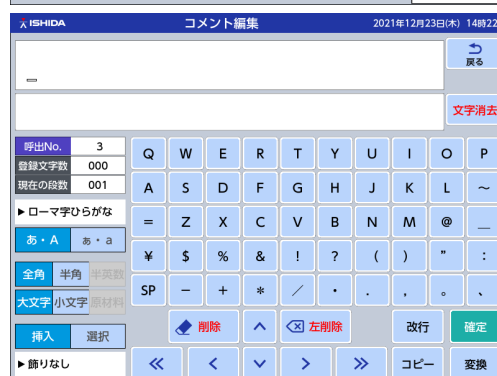 ISHIDA コメント編集 2021年12月23日(木) 14時22
戻る
文字消去
呼出No. 3
登録文字数 000
現在の段数 001
▶ローマ字ひらがな
あ・A あ・a
全角 半角 半英数
大文字 小文字 原材料
挿入 選択
▶飾りなし
Q W E R T Y U I O P
A S D F G H J K L ~
= Z X C V B N M @ _
¥ $ % & ! ? ( ) " :
SP - + * / ・ . , 。 、
削除 ∧ 左削除 改行 確定
≪ < ∨ > ≫ コピー 変換